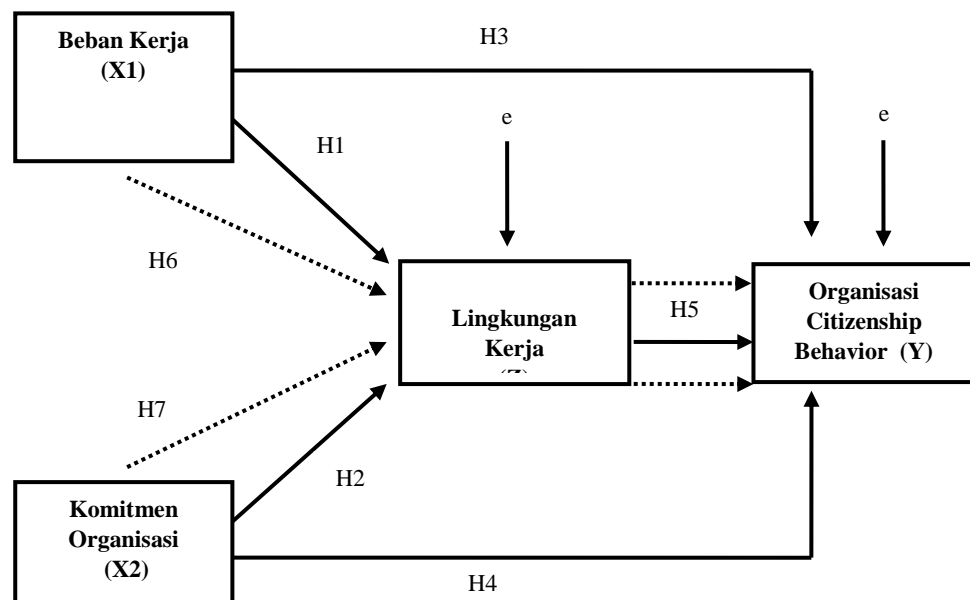 Beban Kerja
(X1)
H3
e
e
H1
H6
Lingkungan
Kerja
H5
Organisasi
Citizenship
Behavior (Y)
H7
H2
Komitmen
Organisasi
(X2)
H4